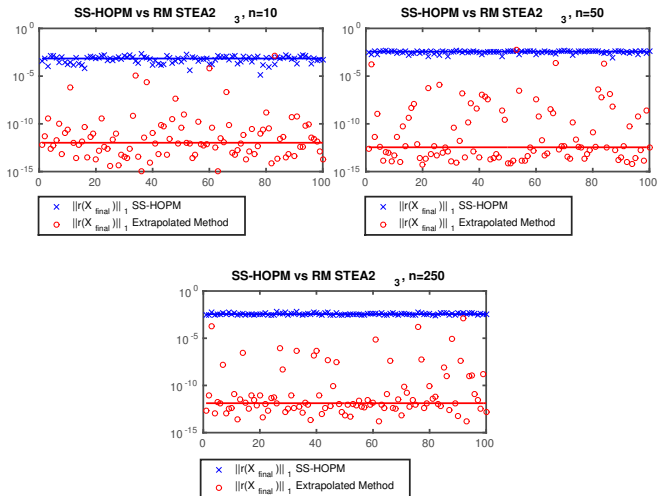 SS-HOPM vs RM STEA2 3, n=10
10^0
10^-5
10^-10
10^-15
0 20 40 60 80 100
||r(X final)|| 1 SS-HOPM
||r(X final)|| 1 Extrapolated Method
SS-HOPM vs RM STEA2 3, n=50
10^0
10^-5
10^-10
10^-15
0 20 40 60 80 100
||r(X final)|| 1 SS-HOPM
||r(X final)|| 1 Extrapolated Method
SS-HOPM vs RM STEA2 3, n=250
10^0
10^-5
10^-10
10^-15
0 20 40 60 80 100
||r(X final)|| 1 SS-HOPM
||r(X final)|| 1 Extrapolated Method